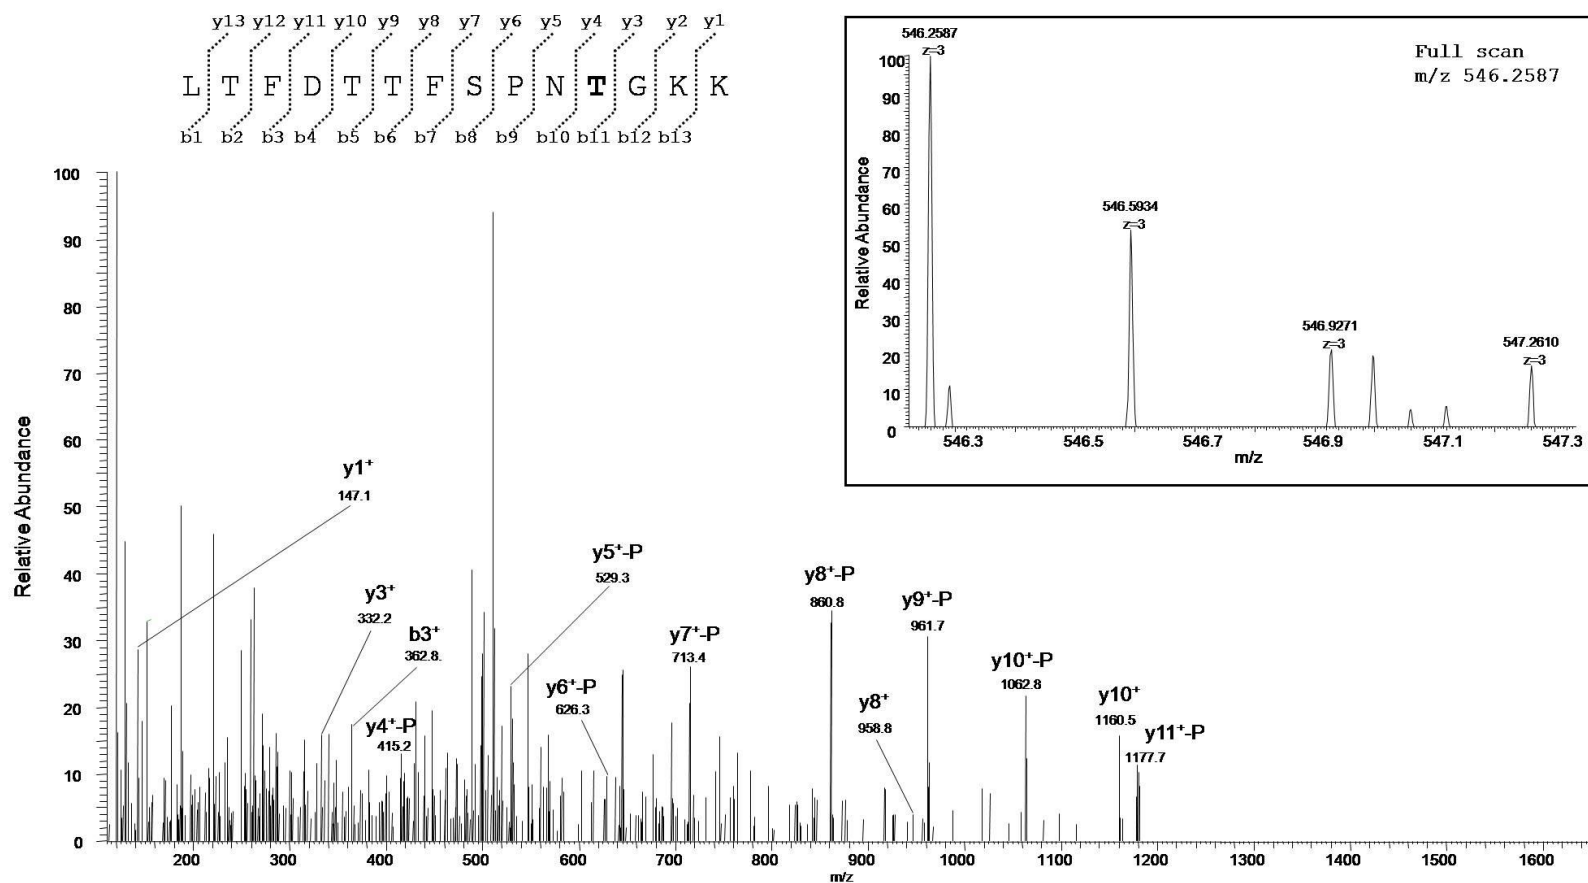 y13 y12 y11 y10 y9 y8 y7 y6 y5 y4 y3 y2 y1
L T F D T T F S P N T G K K
b1 b2 b3 b4 b5 b6 b7 b8 b9 b10 b11 b12 b13
546.2587
z=3
Full scan
m/z 546.2587
546.5934
z=3
546.9271
z=3
547.2610
z=3
100
90
80
70
60
50
40
30
20
10
0
Relative Abundance
546.3 546.5 546.7 546.9 547.1 547.3
m/z
100
90
80
70
60
50
40
30
20
10
0
Relative Abundance
y1⁺
147.1
y3⁺
332.2
b3⁺
362.8.
y4⁺-P
415.2
y5⁺-P
529.3
y6⁺-P
626.3
y7⁺-P
713.4
y8⁺-P
860.8
y8⁺
958.8
y9⁺-P
961.7
y10⁺-P
1062.8
y10⁺
1160.5
y11⁺-P
1177.7
200 300 400 500 600 700 800 900 1000 1100 1200 1300 1400 1500 1600
m/z